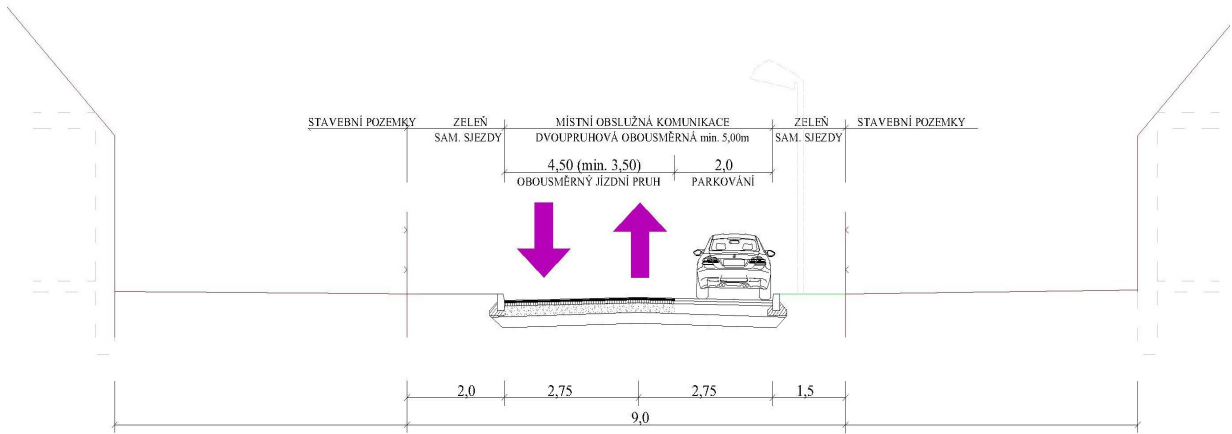 STAVEBNÍ POZEMKY ZELEŇ MÍSTNÍ OBSLUŽNÁ KOMUNIKACE ZELEŇ STAVEBNÍ POZEMKY
SAM. SJEZDY DVOUPRUHOVÁ OBOUSMĚRNÁ min. 5,00m SAM. SJEZDY
4,50 (min. 3,50) 2,0
OBOUSMĚRNÝ JÍZDNÍ PRUH PARKOVÁNÍ
2,0 2,75 2,75 1,5
9,0